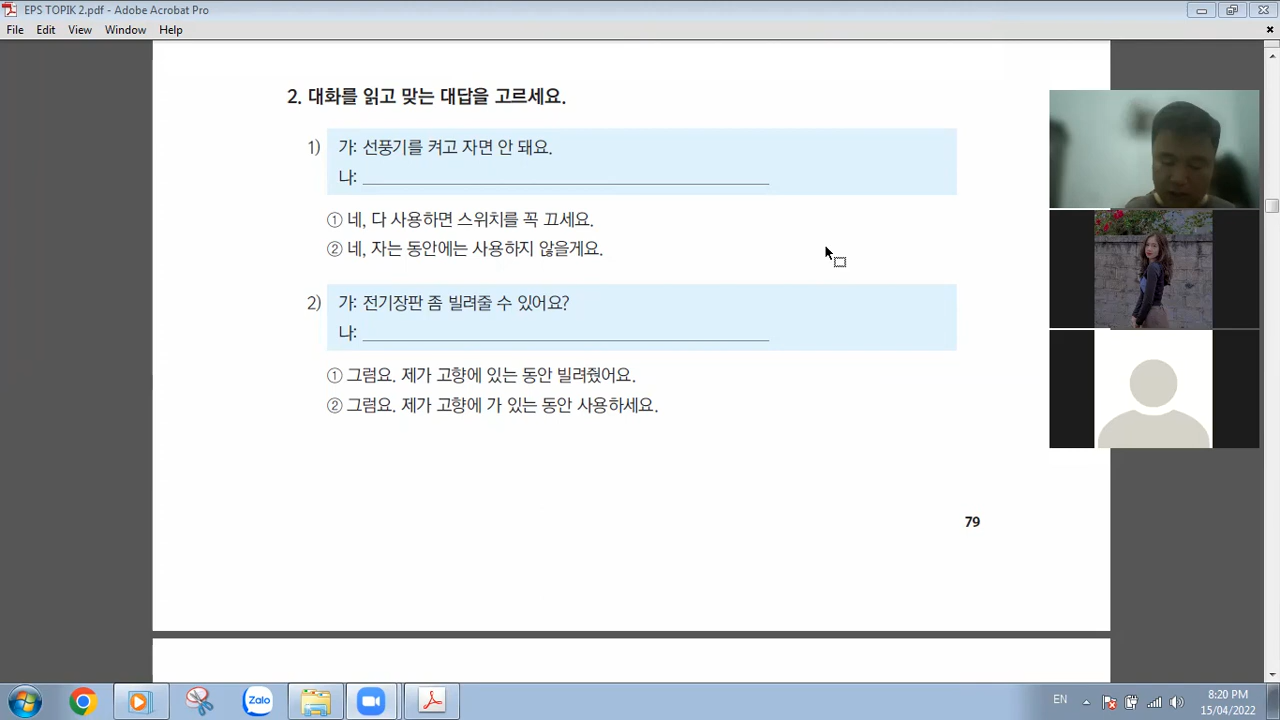 EPS TOPIK 2.pdf - Adobe Acrobat Pro
File Edit View Window Help
2. 대화를 읽고 맞는 대답을 고르세요.
1) 가: 선풍기를 켜고 자면 안 돼요.
나:
① 네, 다 사용하면 스위치를 꼭 끄세요.
② 네, 자는 동안에는 사용하지 않을게요.
2) 가: 전기장판 좀 빌려줄 수 있어요?
나:
① 그럼요. 제가 고향에 있는 동안 빌려줬어요.
② 그럼요. 제가 고향에 가 있는 동안 사용하세요.
79
Zalo
EN
8:20 PM
15/04/2022